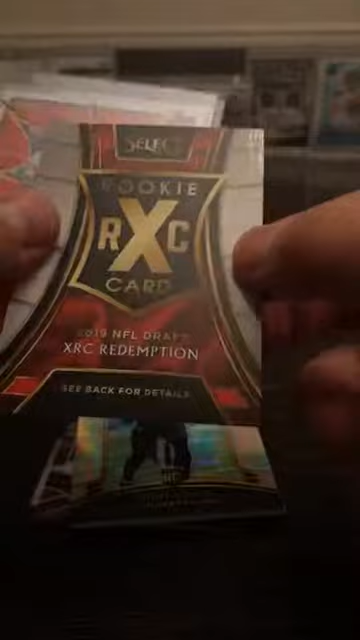 SELECT
ROOKIE
RXC
CARD
2019 NFL DRAFT
XRC REDEMPTION
SEE BACK FOR DETAILS